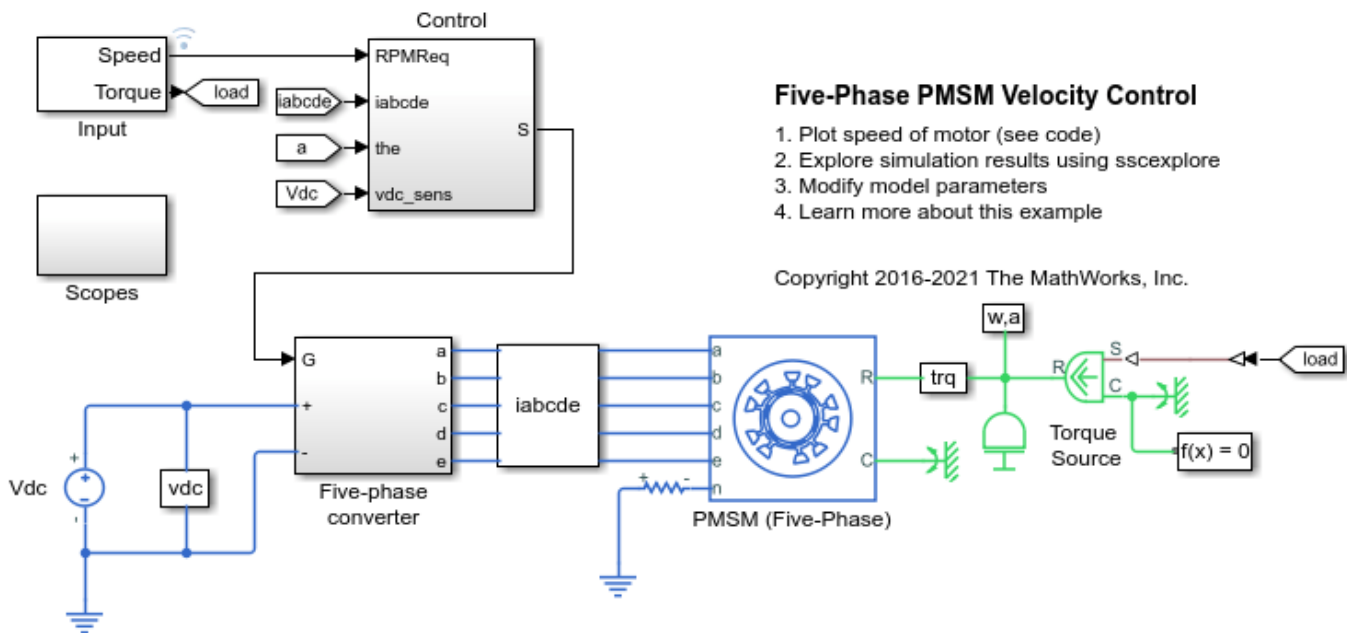 Control
Speed
Torque
load
Input
RPMReq
iabcde
iabcde
a
the
Vdc
vdc_sens
S
Scopes
Five-Phase PMSM Velocity Control
1. Plot speed of motor (see code)
2. Explore simulation results using sscexplore
3. Modify model parameters
4. Learn more about this example
Copyright 2016-2021 The MathWorks, Inc.
G
+
-
a
b
c
d
e
Five-phase
converter
iabcde
a
b
c
d
e
n
R
C
PMSM (Five-Phase)
trq
w,a
R
S
C
load
Torque
Source
f(x) = 0
Vdc
+
-
vdc
+
-